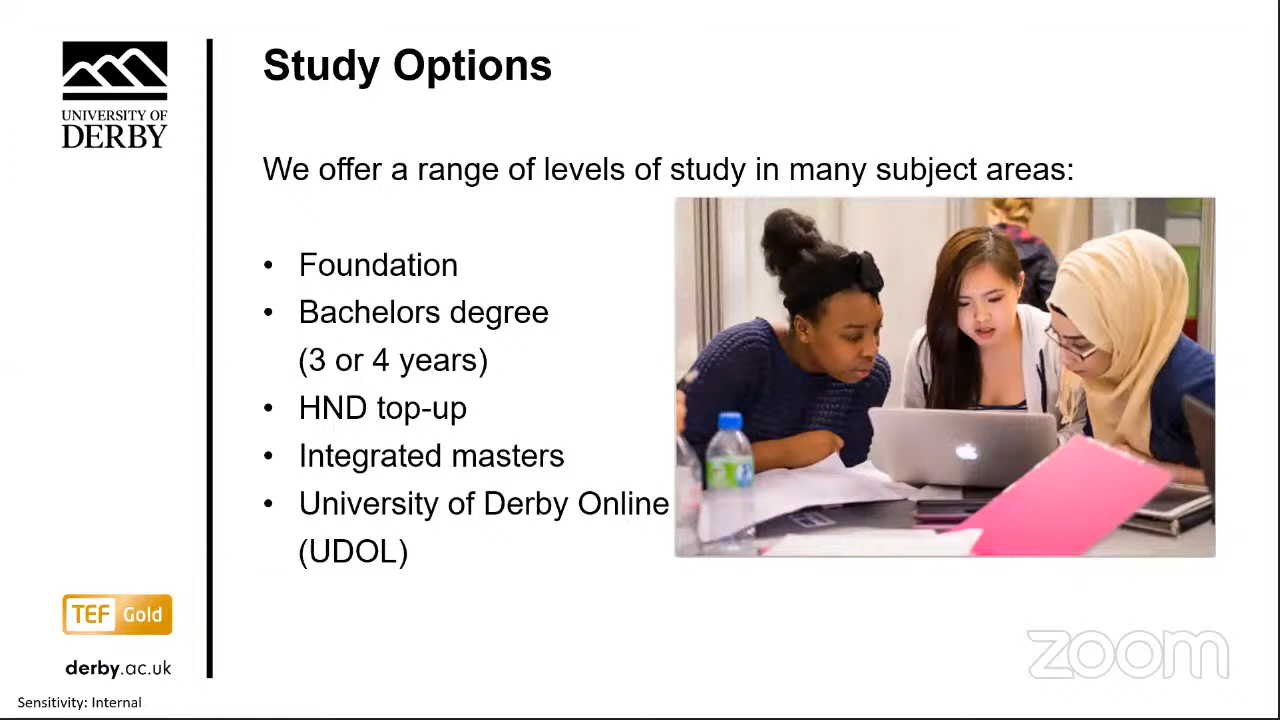 UNIVERSITY OF
DERBY
Study Options
We offer a range of levels of study in many subject areas:
• Foundation
• Bachelors degree
(3 or 4 years)
• HND top-up
• Integrated masters
• University of Derby Online
(UDOL)
TEF Gold
derby.ac.uk
Sensitivity: Internal
zoom